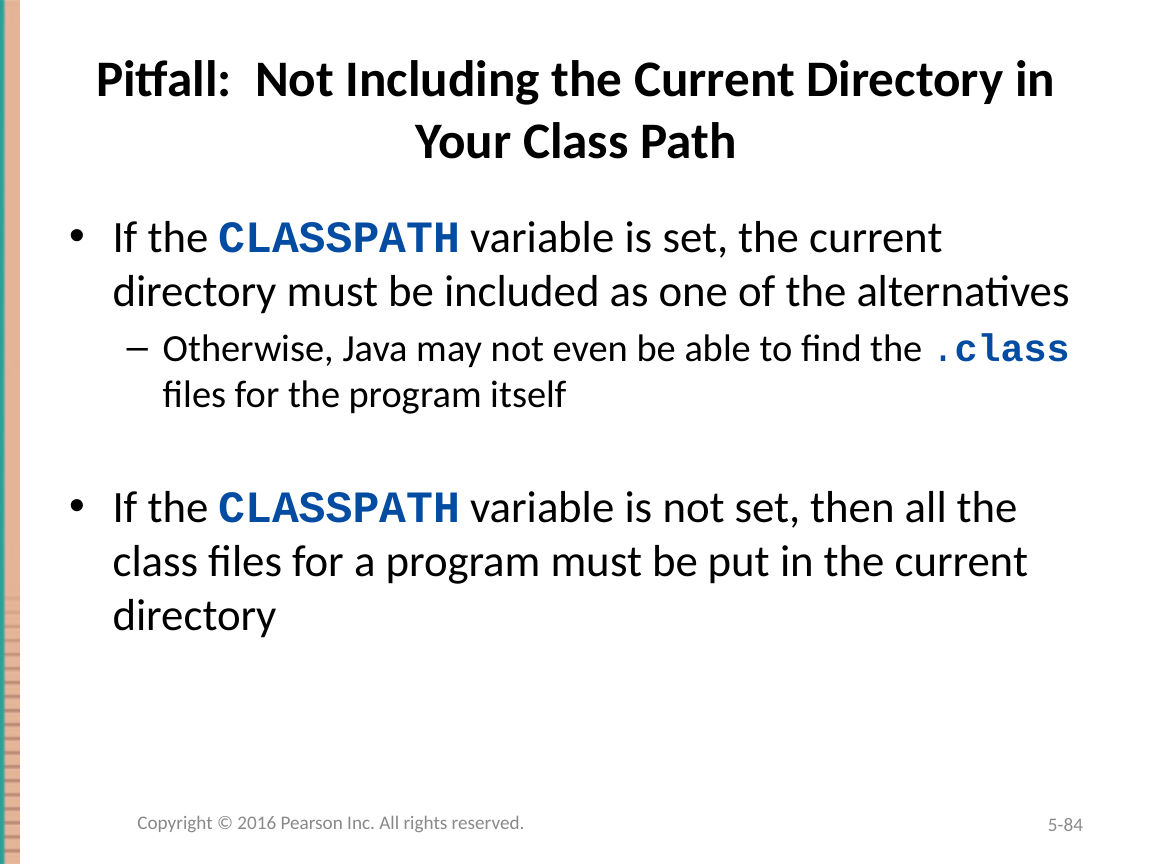 Pitfall: Not Including the Current Directory in
Your Class Path
• If the CLASSPATH variable is set, the current
directory must be included as one of the alternatives
– Otherwise, Java may not even be able to find the .class
files for the program itself
• If the CLASSPATH variable is not set, then all the
class files for a program must be put in the current
directory
Copyright © 2016 Pearson Inc. All rights reserved.
5-84